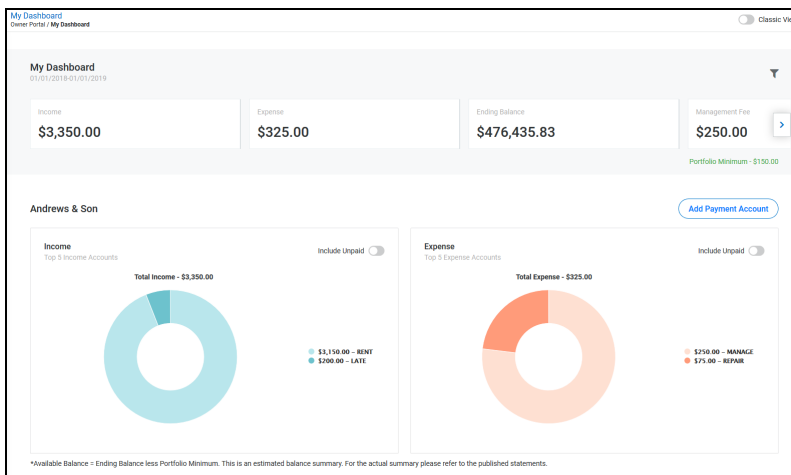 My Dashboard
Owner Portal / My Dashboard
Classic Vie
My Dashboard
01/01/2018-01/01/2019
Income
$3,350.00
Expense
$325.00
Ending Balance
$476,435.83
Management Fee
$250.00
Portfolio Minimum - $150.00
Andrews & Son
Add Payment Account
Income
Top 5 Income Accounts
Include Unpaid
Total Income - $3,350.00
$3,150.00 – RENT
$200.00 – LATE
Expense
Top 5 Expense Accounts
Include Unpaid
Total Expense - $325.00
$250.00 – MANAGE
$75.00 – REPAIR
*Available Balance = Ending Balance less Portfolio Minimum. This is an estimated balance summary. For the actual summary please refer to the published statements.